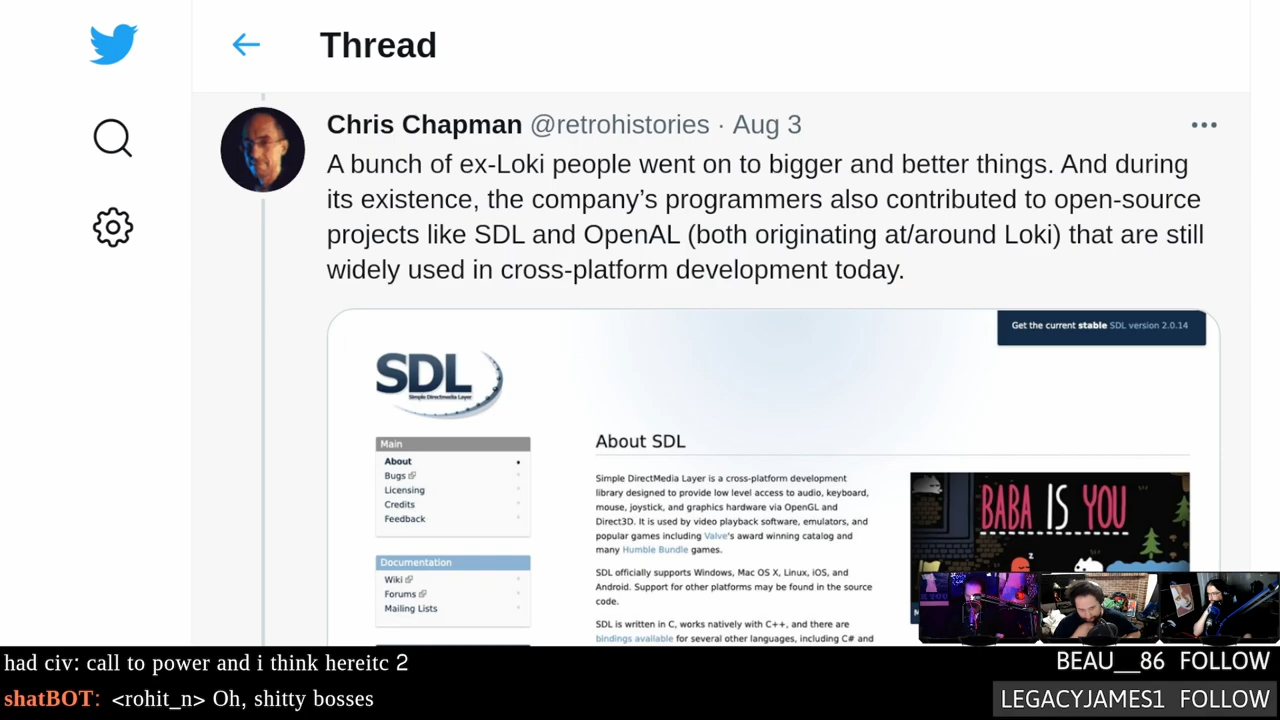 Thread
Chris Chapman @retrohistories · Aug 3
A bunch of ex-Loki people went on to bigger and better things. And during
its existence, the company’s programmers also contributed to open-source
projects like SDL and OpenAL (both originating at/around Loki) that are still
widely used in cross-platform development today.
Get the current stable SDL version 2.0.14
SDL
Simple Directmedia Layer
Main
About
Bugs
Licensing
Credits
Feedback
Documentation
Wiki
Forums
Mailing Lists
About SDL
Simple DirectMedia Layer is a cross-platform development
library designed to provide low level access to audio, keyboard,
mouse, joystick, and graphics hardware via OpenGL and
Direct3D. It is used by video playback software, emulators, and
popular games including Valve's award winning catalog and
many Humble Bundle games.
SDL officially supports Windows, Mac OS X, Linux, iOS, and
Android. Support for other platforms may be found in the source
code.
SDL is written in C, works natively with C++, and there are
bindings available for several other languages, including C# and
BABA IS YOU
had civ: call to power and i think hereitc 2
shatBOT: <rohit_n> Oh, shitty bosses
BEAU__86 FOLLOW
LEGACYJAMES1 FOLLOW